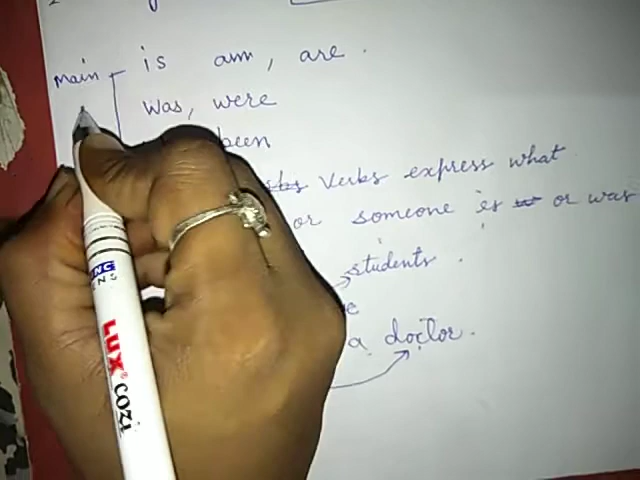 main is am, are.
was, were
been
verbs express what
or someone is or was
students.
a doctor.
LUX COZI